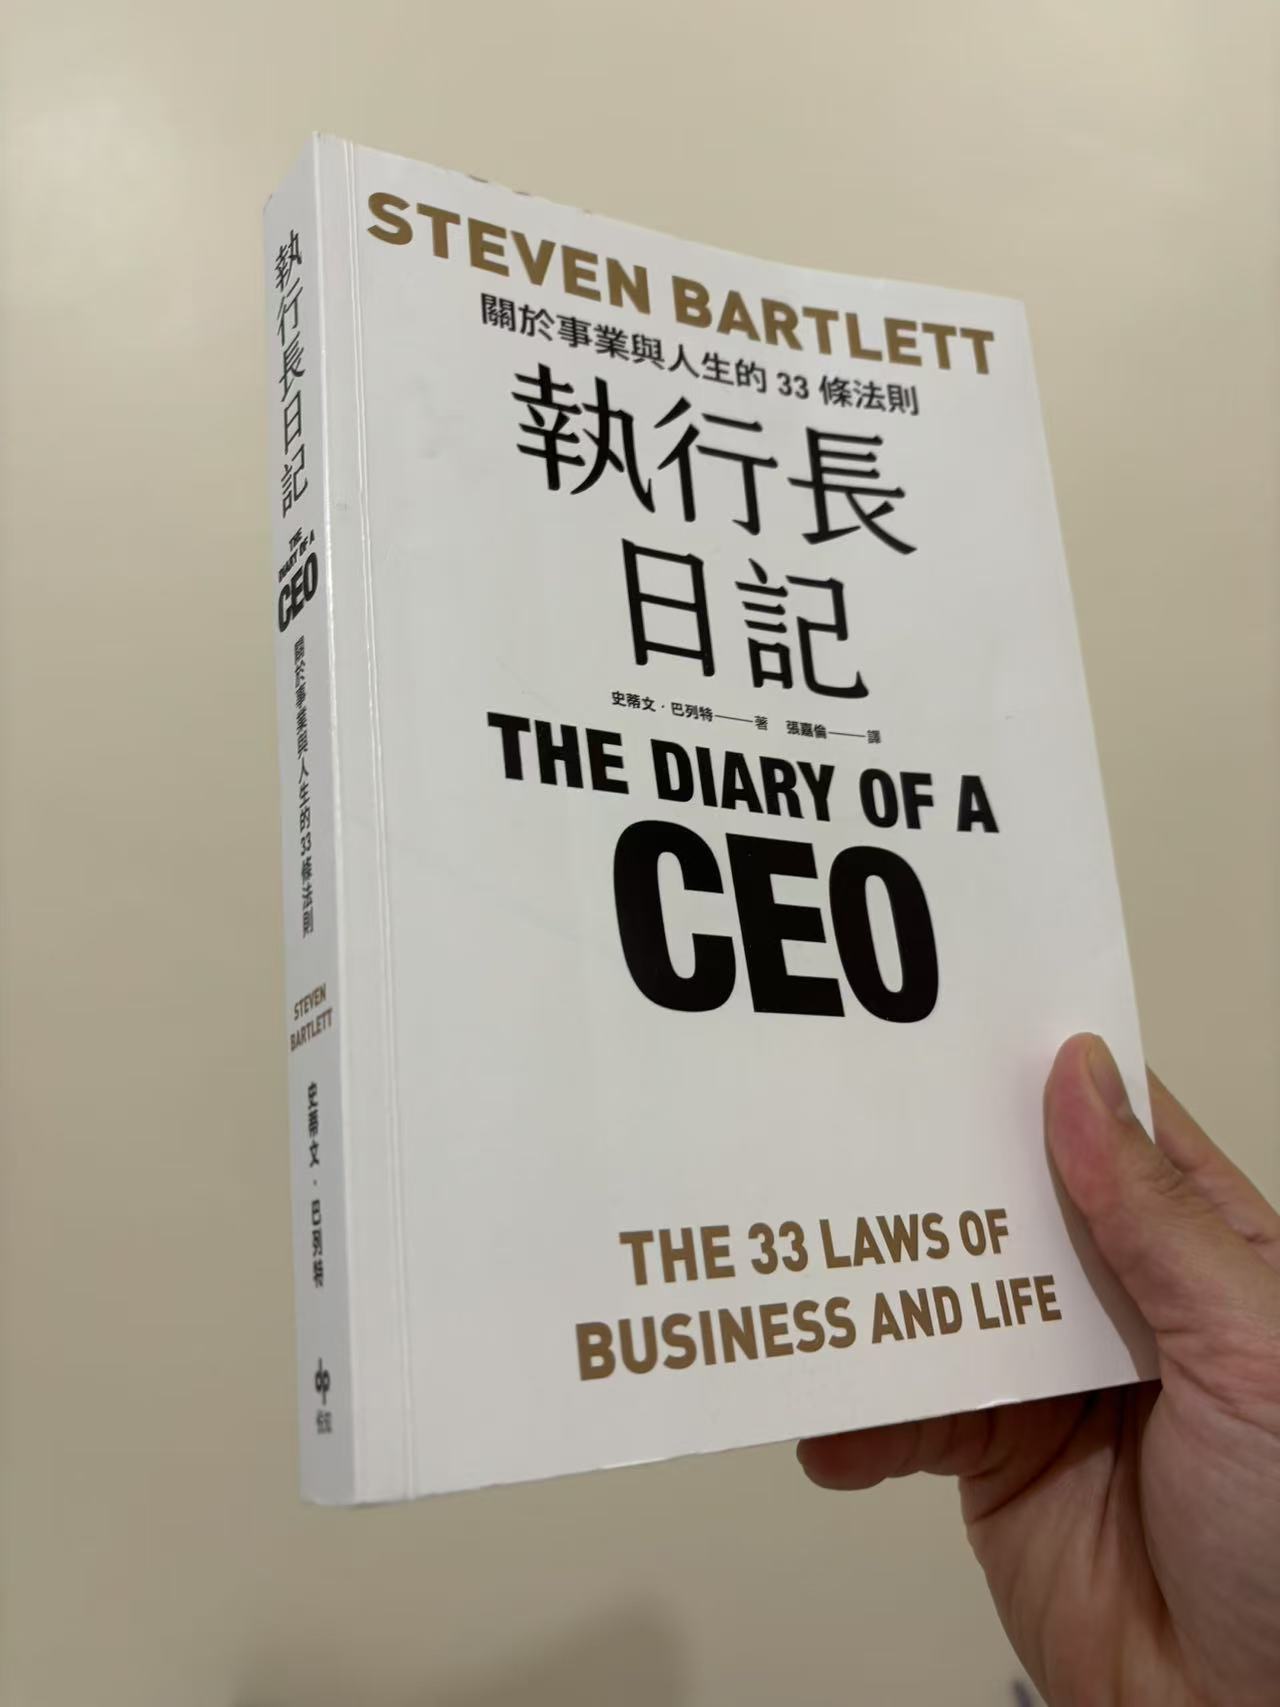 STEVEN BARTLETT
關於事業與人生的 33 條法則
執行長
日記
史蒂文·巴列特——著 張嘉倫——譯
THE DIARY OF A
CEO
THE 33 LAWS OF
BUSINESS AND LIFE
執行長日記
THE
DIARY OF A
CEO
關於事業與人生的33條法則
STEVEN
BARTLETT
史蒂文·巴列特
dp
悅知